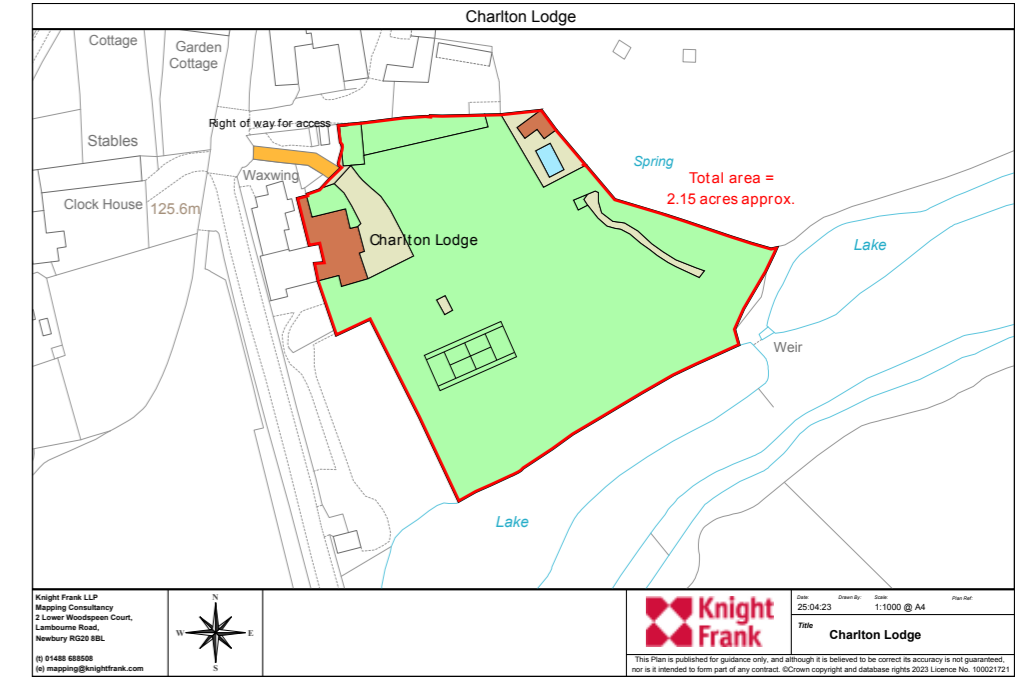 Charlton Lodge
Cottage
Garden
Cottage
Right of way for access
Stables
Spring
Waxwing
Total area =
2.15 acres approx.
Clock House
125.6m
Charlton Lodge
Lake
Weir
Lake
Knight Frank LLP
Mapping Consultancy
2 Lower Woodspeen Court,
Lambourne Road,
Newbury RG20 8BL
(t) 01488 688508
(e) mapping@knightfrank.com
N
W
E
S
Knight
Frank
Date:
Drawn By:
Scale:
Plan Ref:
25:04:23
1:1000 @ A4
Title
Charlton Lodge
This Plan is published for guidance only, and although it is believed to be correct its accuracy is not guaranteed,
nor is it intended to form part of any contract. ©Crown copyright and database rights 2023 Licence No. 100021721